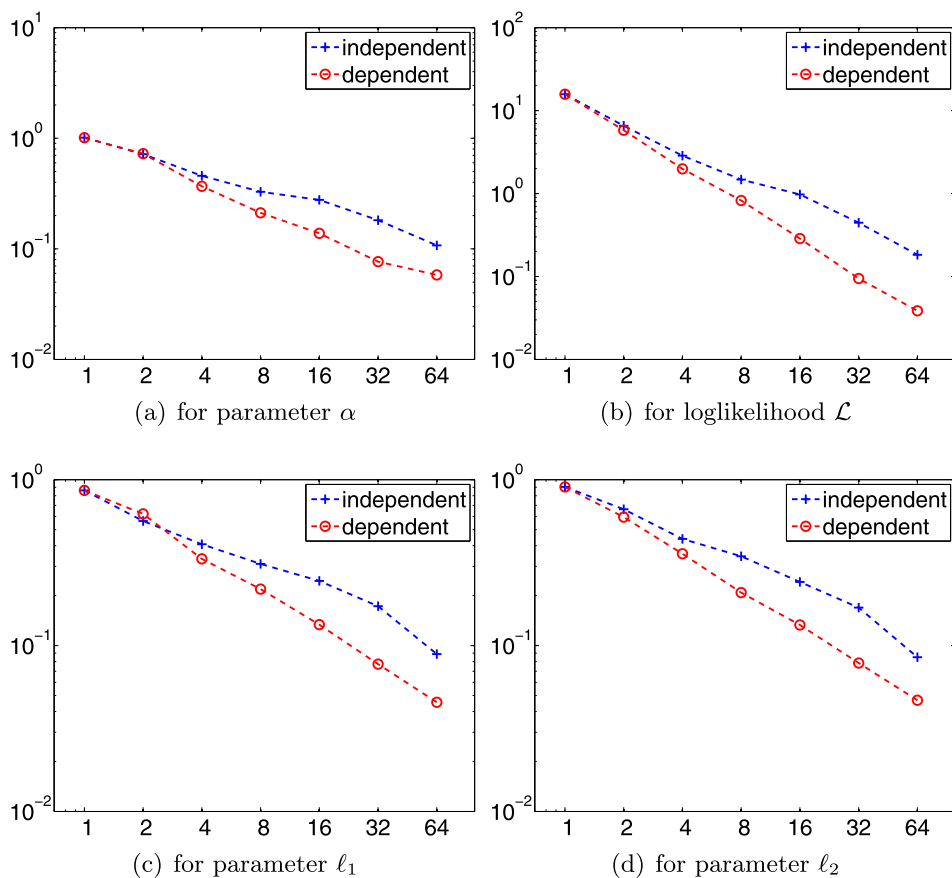 10^1
10^0
10^−1
10^−2
independent
dependent
1 2 4 8 16 32 64
(a) for parameter α
10^2
10^1
10^0
10^−1
10^−2
independent
dependent
1 2 4 8 16 32 64
(b) for loglikelihood ℒ
10^0
10^−1
10^−2
independent
dependent
1 2 4 8 16 32 64
(c) for parameter ℓ₁
10^0
10^−1
10^−2
independent
dependent
1 2 4 8 16 32 64
(d) for parameter ℓ₂